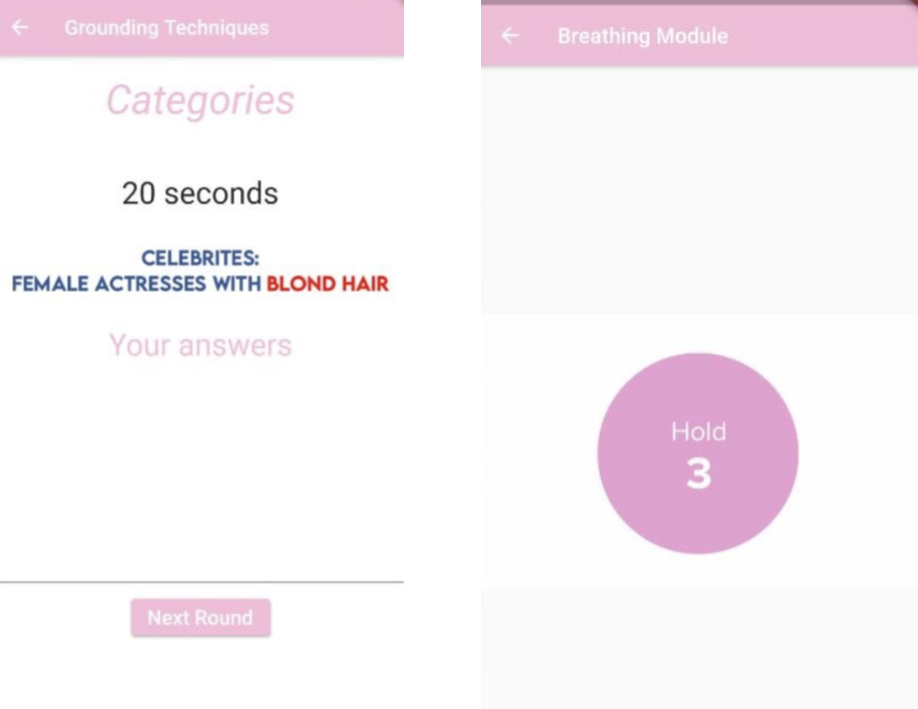 Grounding Techniques
Categories
20 seconds
CELEBRITES:
FEMALE ACTRESSES WITH BLOND HAIR
Your answers
Next Round
Breathing Module
Hold
3